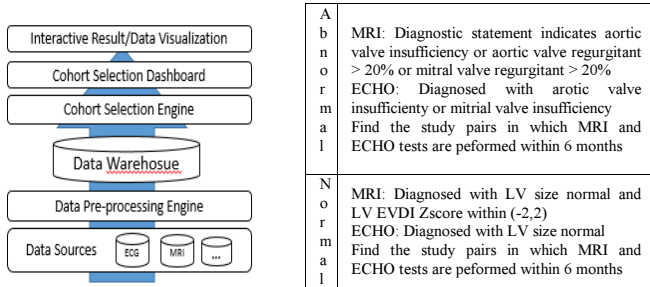 Interactive Result/Data Visualization
Cohort Selection Dashboard
Cohort Selection Engine
Data Warehosue
Data Pre-processing Engine
Data Sources
ECG
MRI
...
A
b
n
o
r
m
a
l
MRI: Diagnostic statement indicates aortic
valve insufficiency or aortic valve regurgitant
> 20% or mitral valve regurgitant > 20%
ECHO: Diagnosed with arotic valve
insufficienty or mitrial valve insufficiency
Find the study pairs in which MRI and
ECHO tests are peformed within 6 months
N
o
r
m
a
l
MRI: Diagnosed with LV size normal and
LV EVDI Zscore within (-2,2)
ECHO: Diagnosed with LV size normal
Find the study pairs in which MRI and
ECHO tests are peformed within 6 months